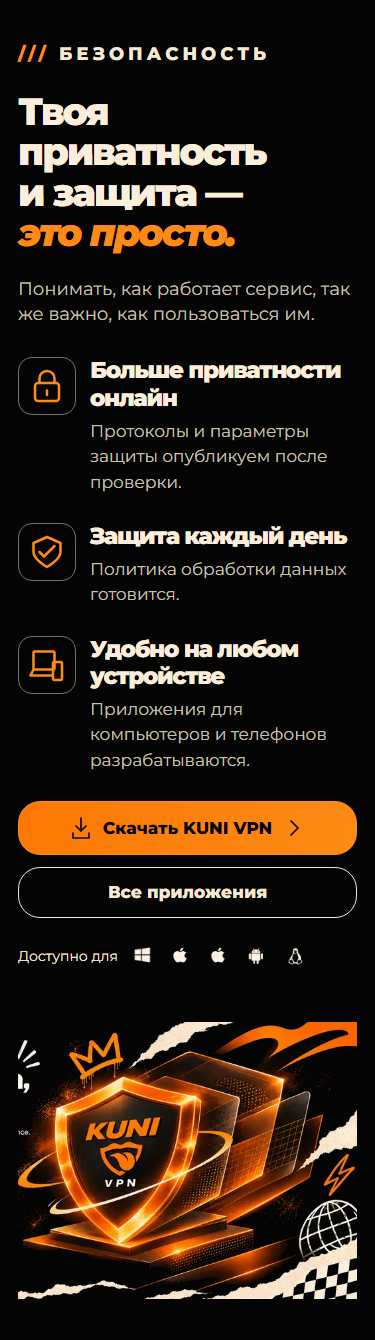 /// БЕЗОПАСНОСТЬ
Твоя
приватность
и защита —
это просто.
Понимать, как работает сервис, так
же важно, как пользоваться им.
Больше приватности
онлайн
Протоколы и параметры
защиты опубликуем после
проверки.
Защита каждый день
Политика обработки данных
готовится.
Удобно на любом
устройстве
Приложения для
компьютеров и телефонов
разрабатываются.
Скачать KUNI VPN
Все приложения
Доступно для
KUNI
VPN